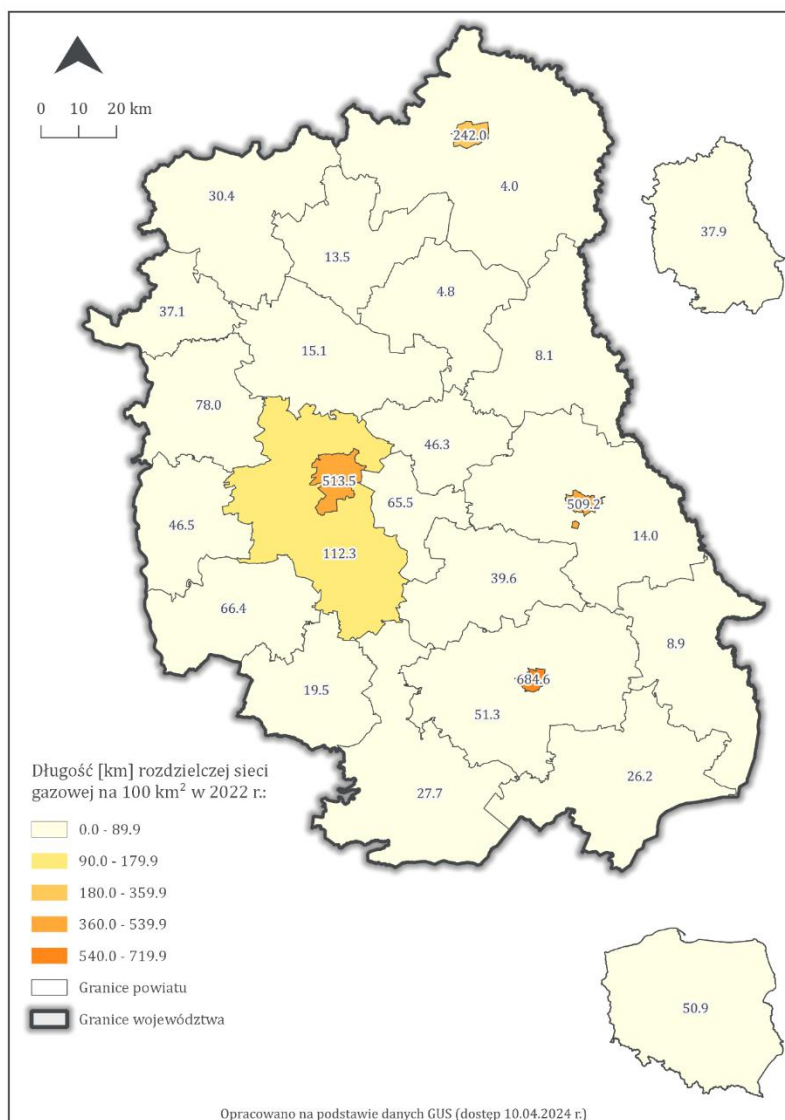 0 10 20 km
242.0
30.4
4.0
37.9
13.5
4.8
37.1
15.1
8.1
78.0
46.3
513.5
65.5
509.2
46.5
14.0
112.3
39.6
66.4
8.9
684.6
19.5
51.3
26.2
27.7
Długość [km] rozdzielczej sieci
gazowej na 100 km² w 2022 r.:
0.0 - 89.9
90.0 - 179.9
180.0 - 359.9
360.0 - 539.9
540.0 - 719.9
Granice powiatu
Granice województwa
50.9
Opracowano na podstawie danych GUS (dostęp 10.04.2024 r.)